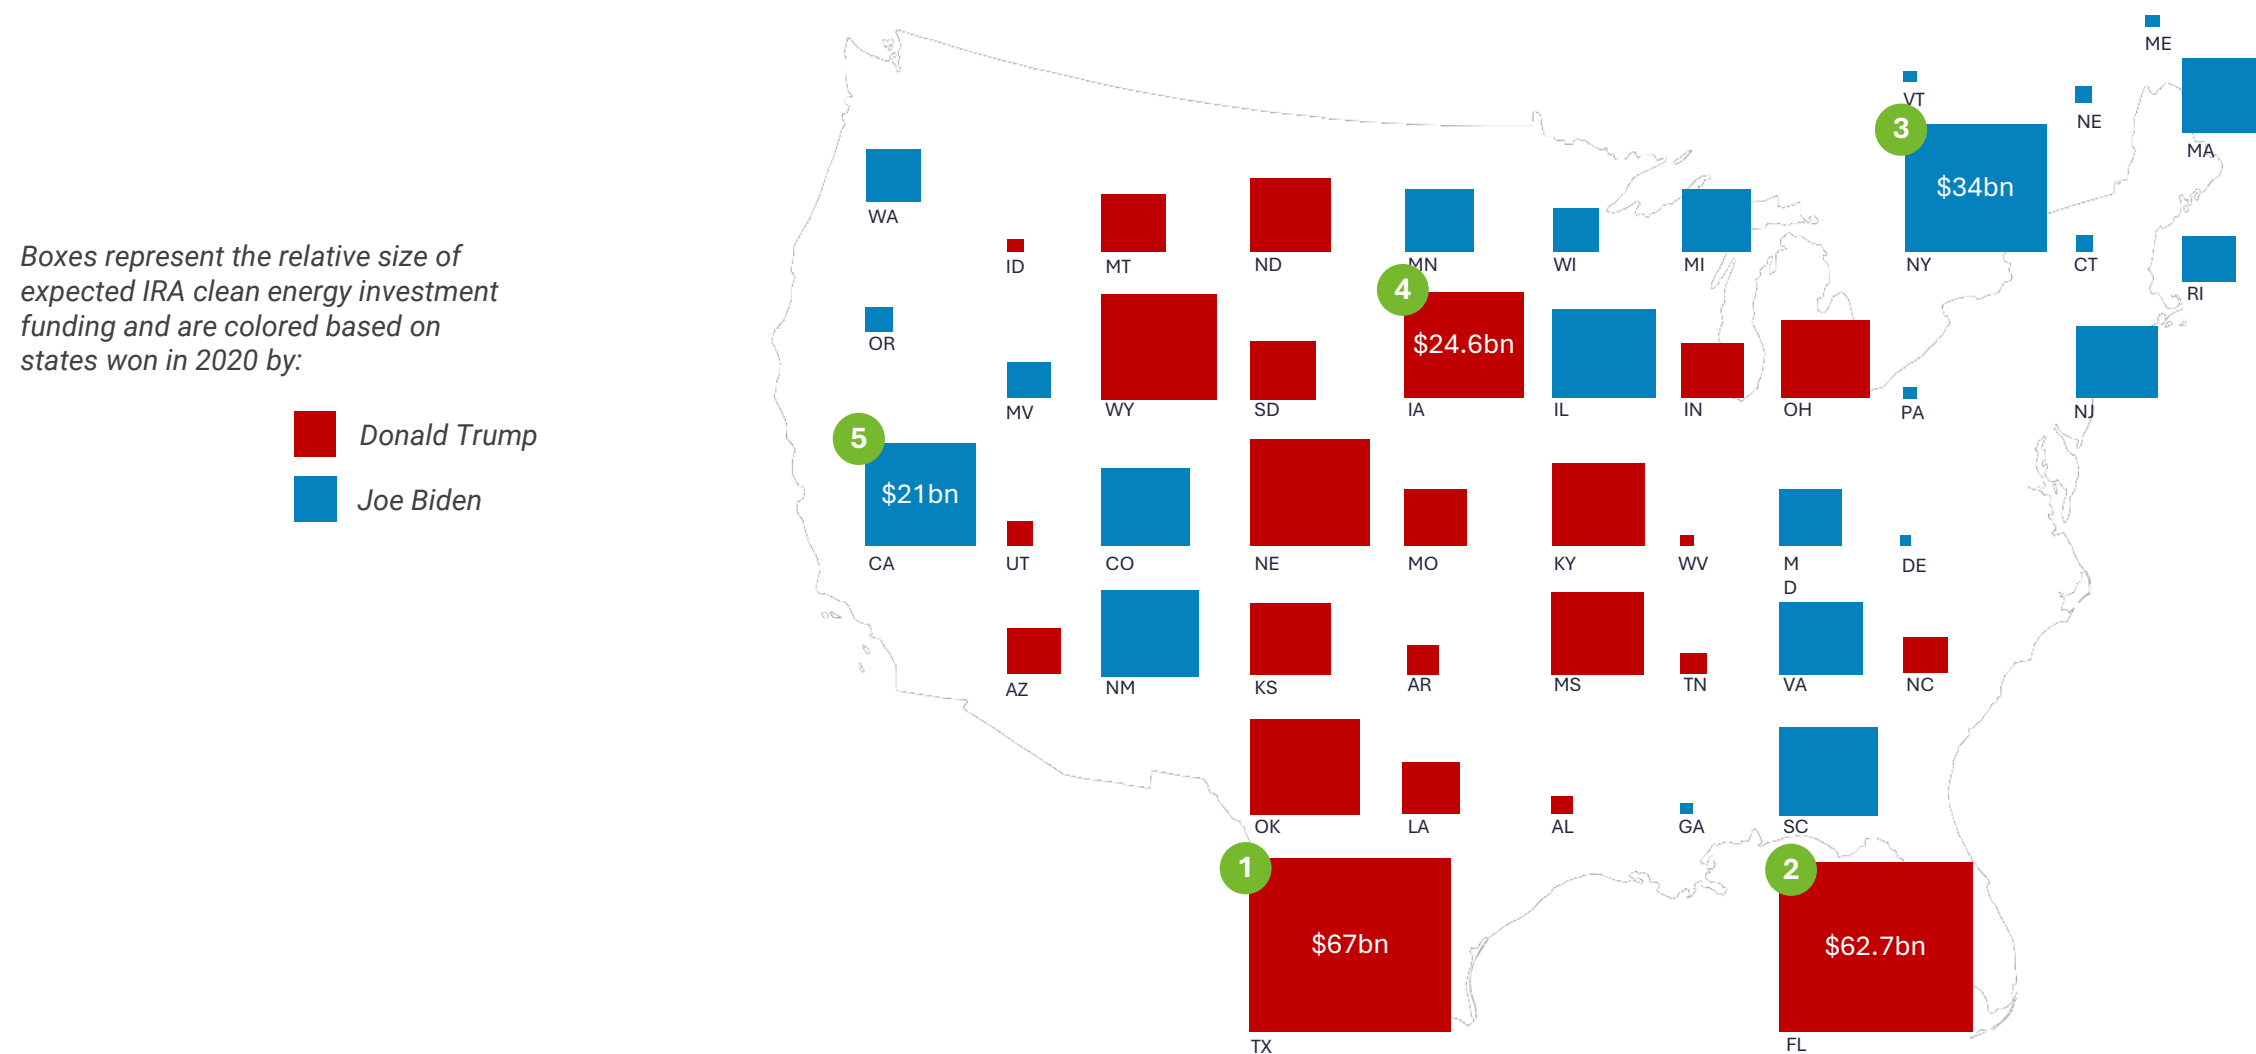 Boxes represent the relative size of
expected IRA clean energy investment
funding and are colored based on
states won in 2020 by:
Donald Trump
Joe Biden
ME
VT
NE
MA
3
$34bn
WA
ID
MT
ND
MN
WI
MI
NY
CT
RI
4
$24.6bn
OR
MV
WY
SD
IA
IL
IN
OH
PA
NJ
5
$21bn
CA
UT
CO
NE
MO
KY
WV
M
D
DE
AZ
NM
KS
AR
MS
TN
VA
NC
OK
LA
AL
GA
SC
1
$67bn
TX
2
$62.7bn
FL